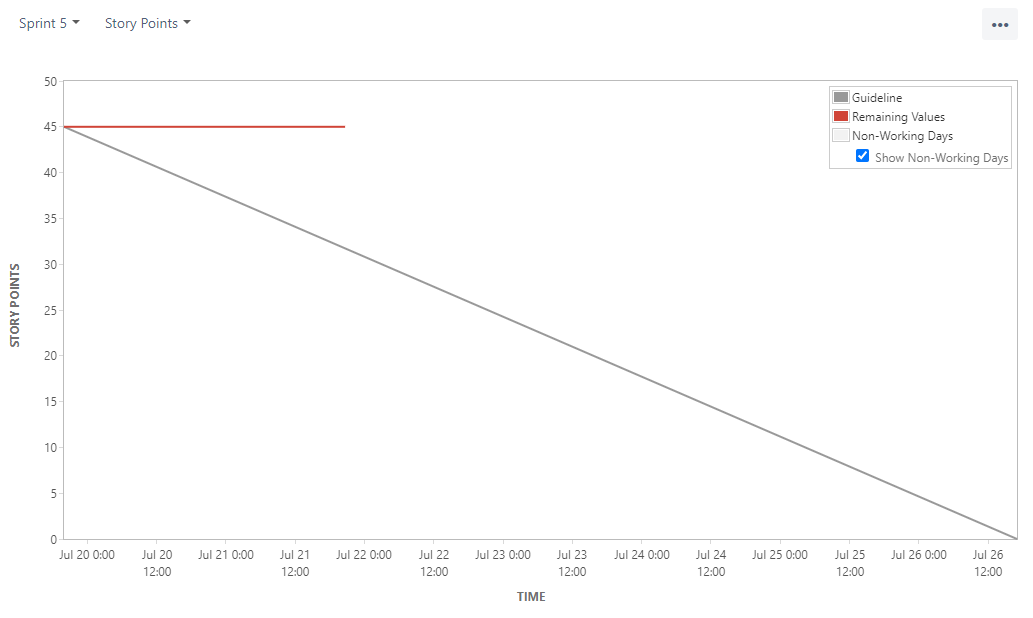 Sprint 5 Story Points
50
45
40
35
30
25
20
15
10
5
0
STORY POINTS
Guideline
Remaining Values
Non-Working Days
Show Non-Working Days
Jul 20 0:00
Jul 20 12:00
Jul 21 0:00
Jul 21 12:00
Jul 22 0:00
Jul 22 12:00
Jul 23 0:00
Jul 23 12:00
Jul 24 0:00
Jul 24 12:00
Jul 25 0:00
Jul 25 12:00
Jul 26 0:00
Jul 26 12:00
TIME